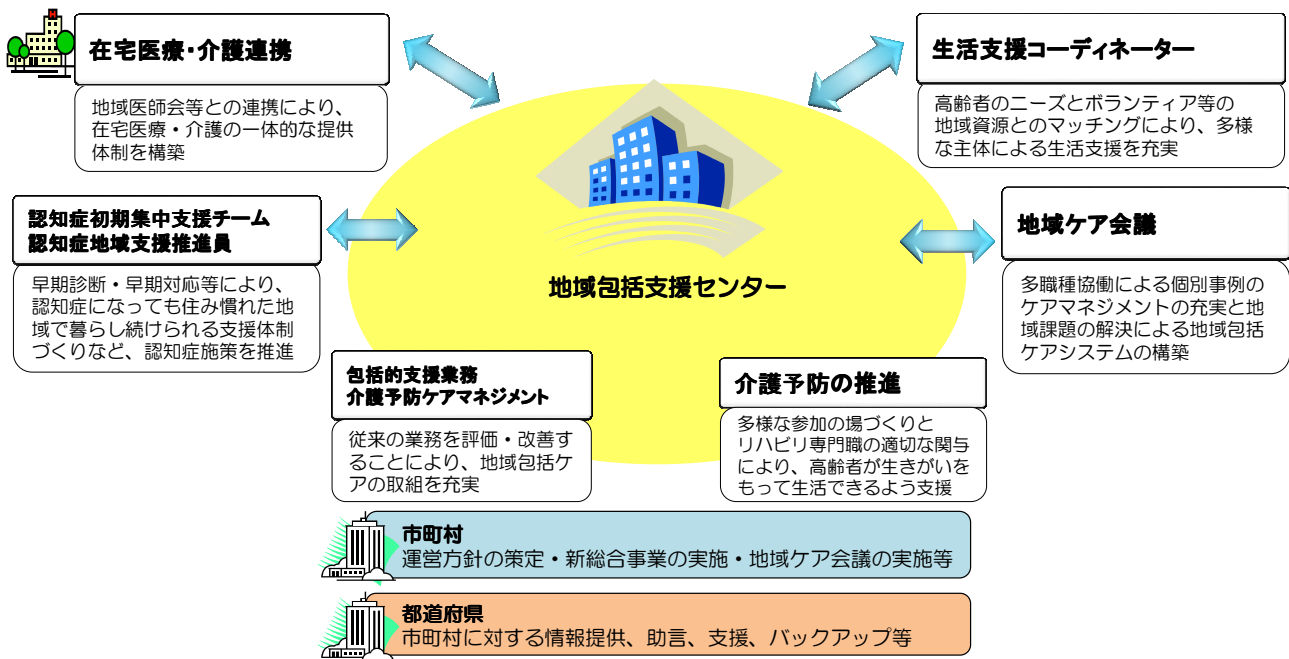 H
在宅医療・介護連携
地域医師会等との連携により、
在宅医療・介護の一体的な提供
体制を構築
生活支援コーディネーター
高齢者のニーズとボランティア等の
地域資源とのマッチングにより、多様
な主体による生活支援を充実
認知症初期集中支援チーム
認知症地域支援推進員
早期診断・早期対応等により、
認知症になっても住み慣れた地
域で暮らし続けられる支援体制
づくりなど、認知症施策を推進
地域包括支援センター
地域ケア会議
多職種協働による個別事例の
ケアマネジメントの充実と地
域課題の解決による地域包括
ケアシステムの構築
包括的支援業務
介護予防ケアマネジメント
従来の業務を評価・改善す
ることにより、地域包括ケ
アの取組を充実
介護予防の推進
多様な参加の場づくりと
リハビリ専門職の適切な関与
により、高齢者が生きがいを
もって生活できるよう支援
市町村
運営方針の策定・新総合事業の実施・地域ケア会議の実施等
都道府県
市町村に対する情報提供、助言、支援、バックアップ等